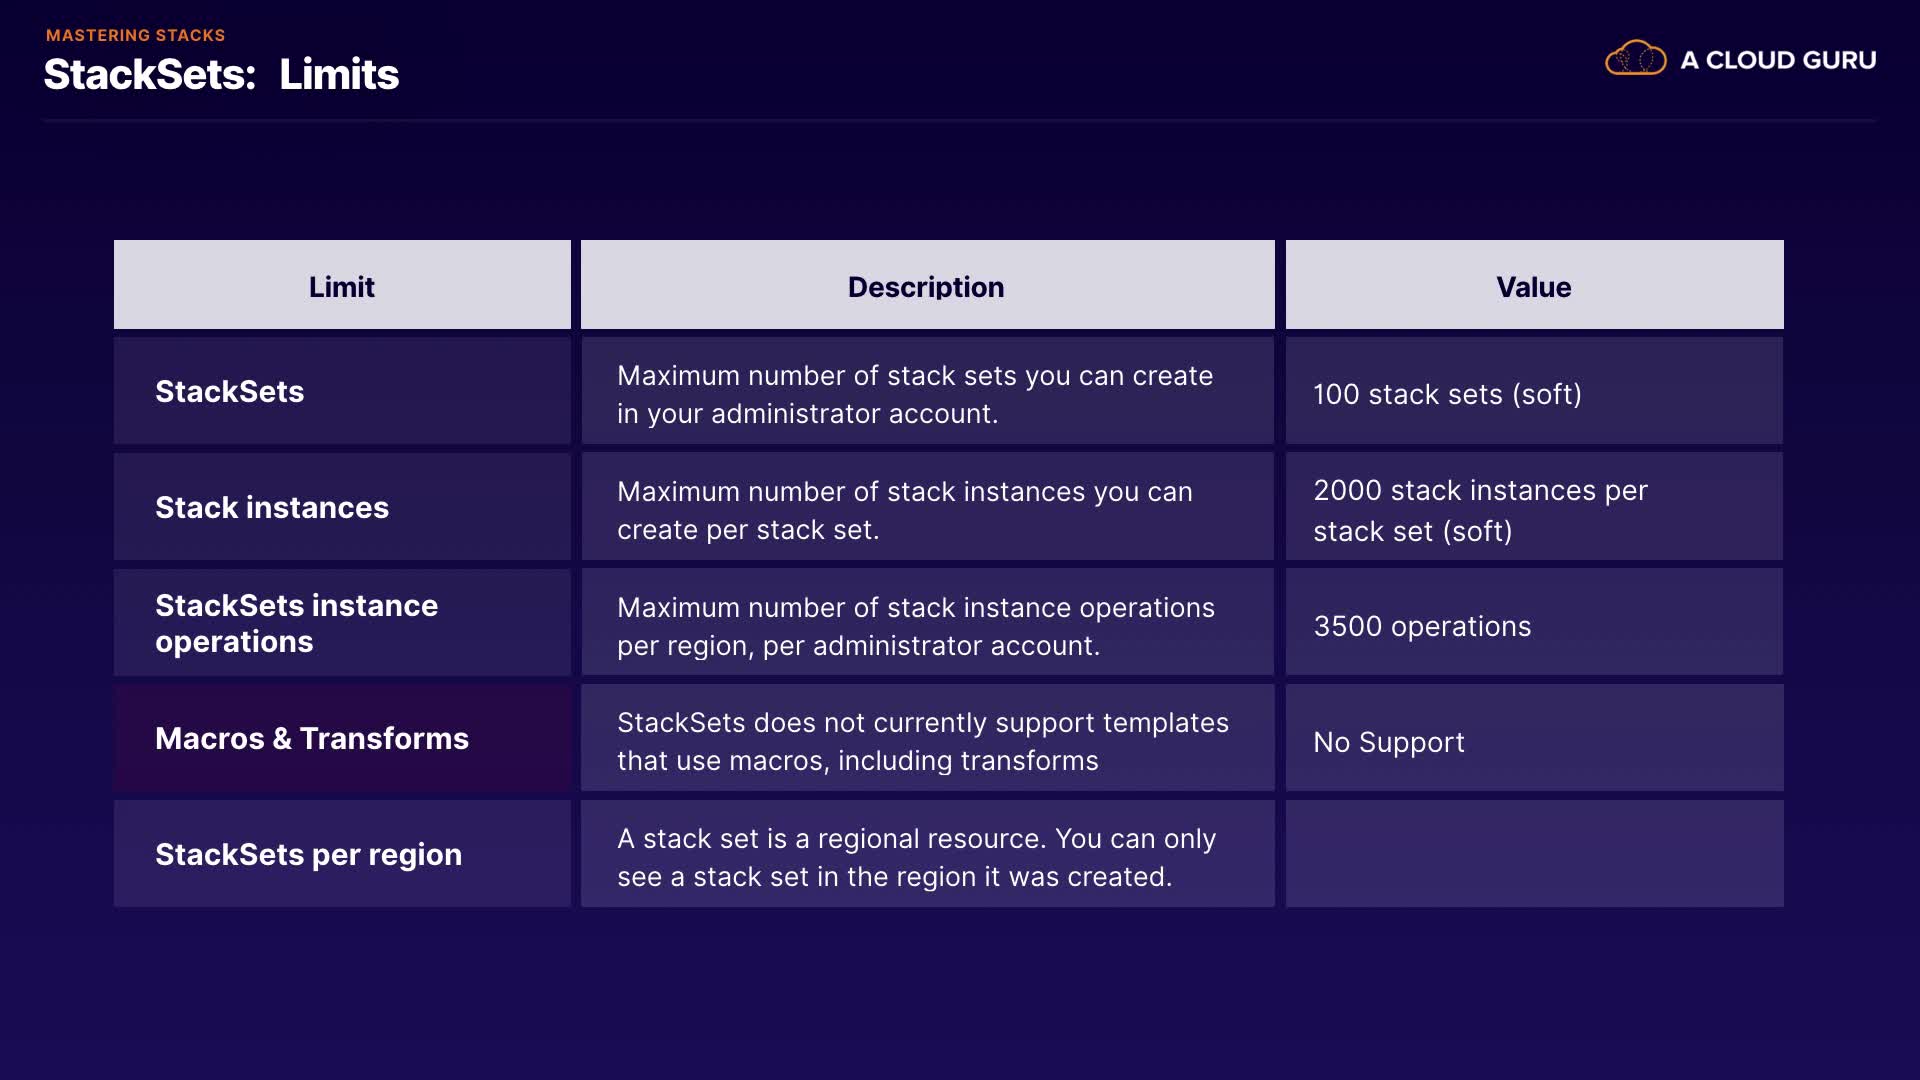 MASTERING STACKS
StackSets: Limits
A CLOUD GURU
Limit
Description
Value
StackSets
Maximum number of stack sets you can create
in your administrator account.
100 stack sets (soft)
Stack instances
Maximum number of stack instances you can
create per stack set.
2000 stack instances per
stack set (soft)
StackSets instance
operations
Maximum number of stack instance operations
per region, per administrator account.
3500 operations
Macros & Transforms
StackSets does not currently support templates
that use macros, including transforms
No Support
StackSets per region
A stack set is a regional resource. You can only
see a stack set in the region it was created.